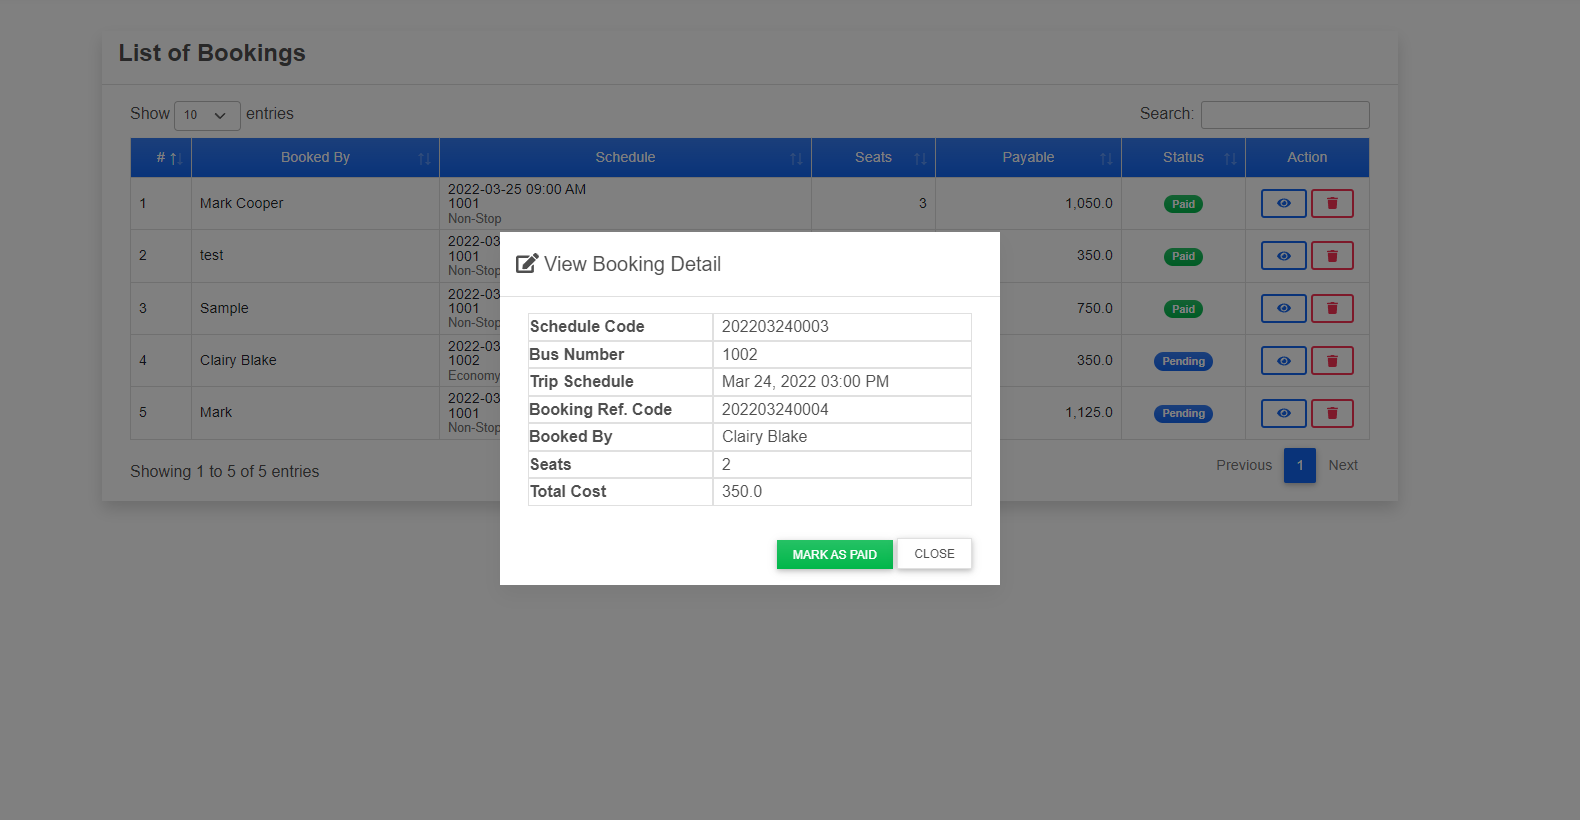 List of Bookings
Show 10 entries
Search:
# Booked By Schedule Seats Payable Status Action
1 Mark Cooper 2022-03-25 09:00 AM 3 1,050.0 Paid
1001
Non-Stop
2 test 2022-03 350.0 Paid
1001
Non-Stop
3 Sample 2022-03 750.0 Paid
1001
Non-Stop
4 Clairy Blake 2022-03 350.0 Pending
1002
Economy
5 Mark 2022-03 1,125.0 Pending
1001
Non-Stop
Showing 1 to 5 of 5 entries
Previous 1 Next
View Booking Detail
Schedule Code 202203240003
Bus Number 1002
Trip Schedule Mar 24, 2022 03:00 PM
Booking Ref. Code 202203240004
Booked By Clairy Blake
Seats 2
Total Cost 350.0
MARK AS PAID CLOSE